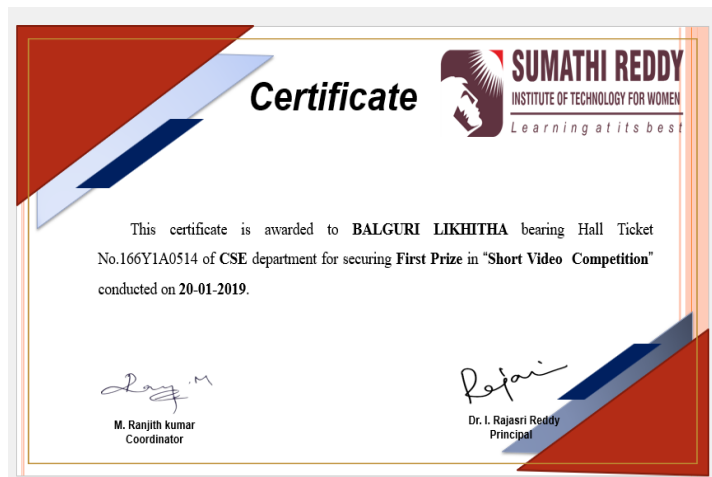 Certificate
SUMATHI REDDY
INSTITUTE OF TECHNOLOGY FOR WOMEN
Learning at its best
This certificate is awarded to BALGURI LIKHITHA bearing Hall Ticket
No.166Y1A0514 of CSE department for securing First Prize in “Short Video Competition”
conducted on 20-01-2019.
M. Ranjith kumar
Coordinator
Dr. I. Rajasri Reddy
Principal